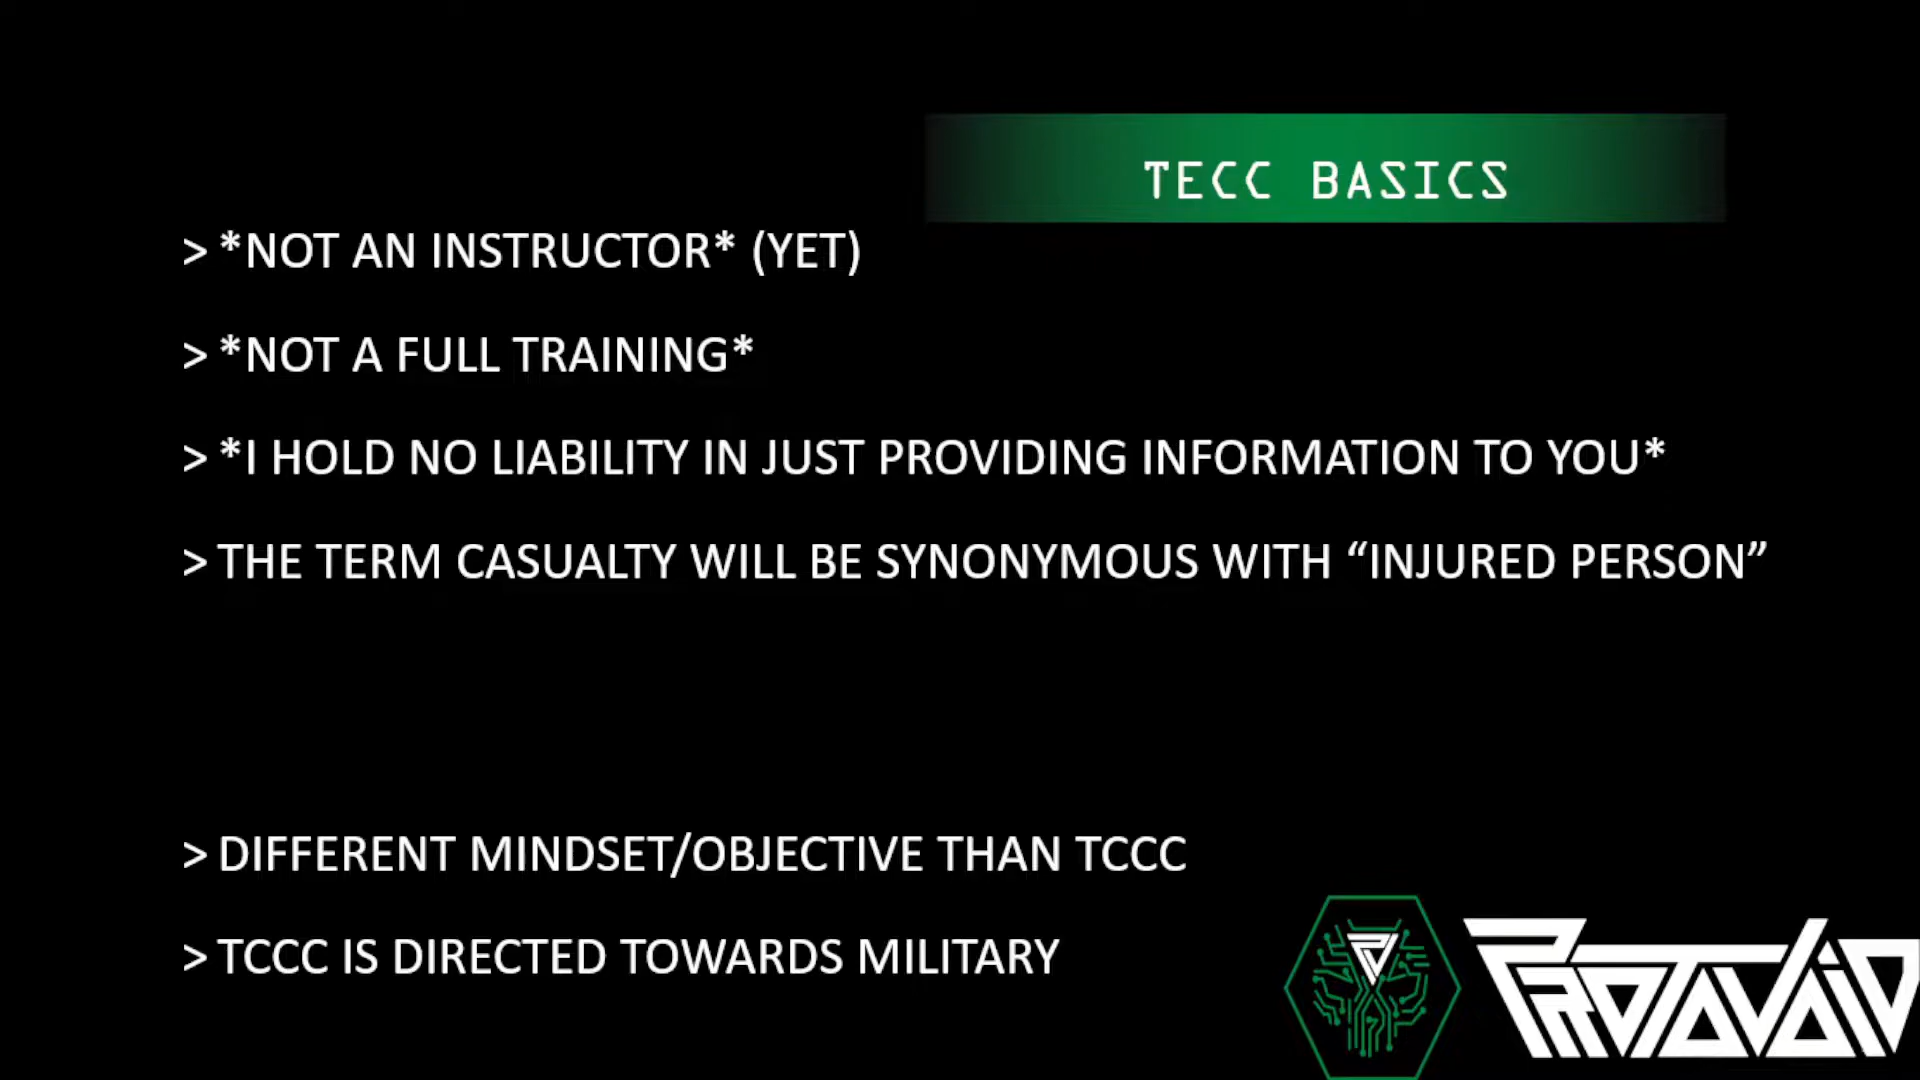 TECC BASICS
> *NOT AN INSTRUCTOR* (YET)
> *NOT A FULL TRAINING*
> *I HOLD NO LIABILITY IN JUST PROVIDING INFORMATION TO YOU*
> THE TERM CASUALTY WILL BE SYNONYMOUS WITH “INJURED PERSON”
> DIFFERENT MINDSET/OBJECTIVE THAN TCCC
> TCCC IS DIRECTED TOWARDS MILITARY
PROTAVOID